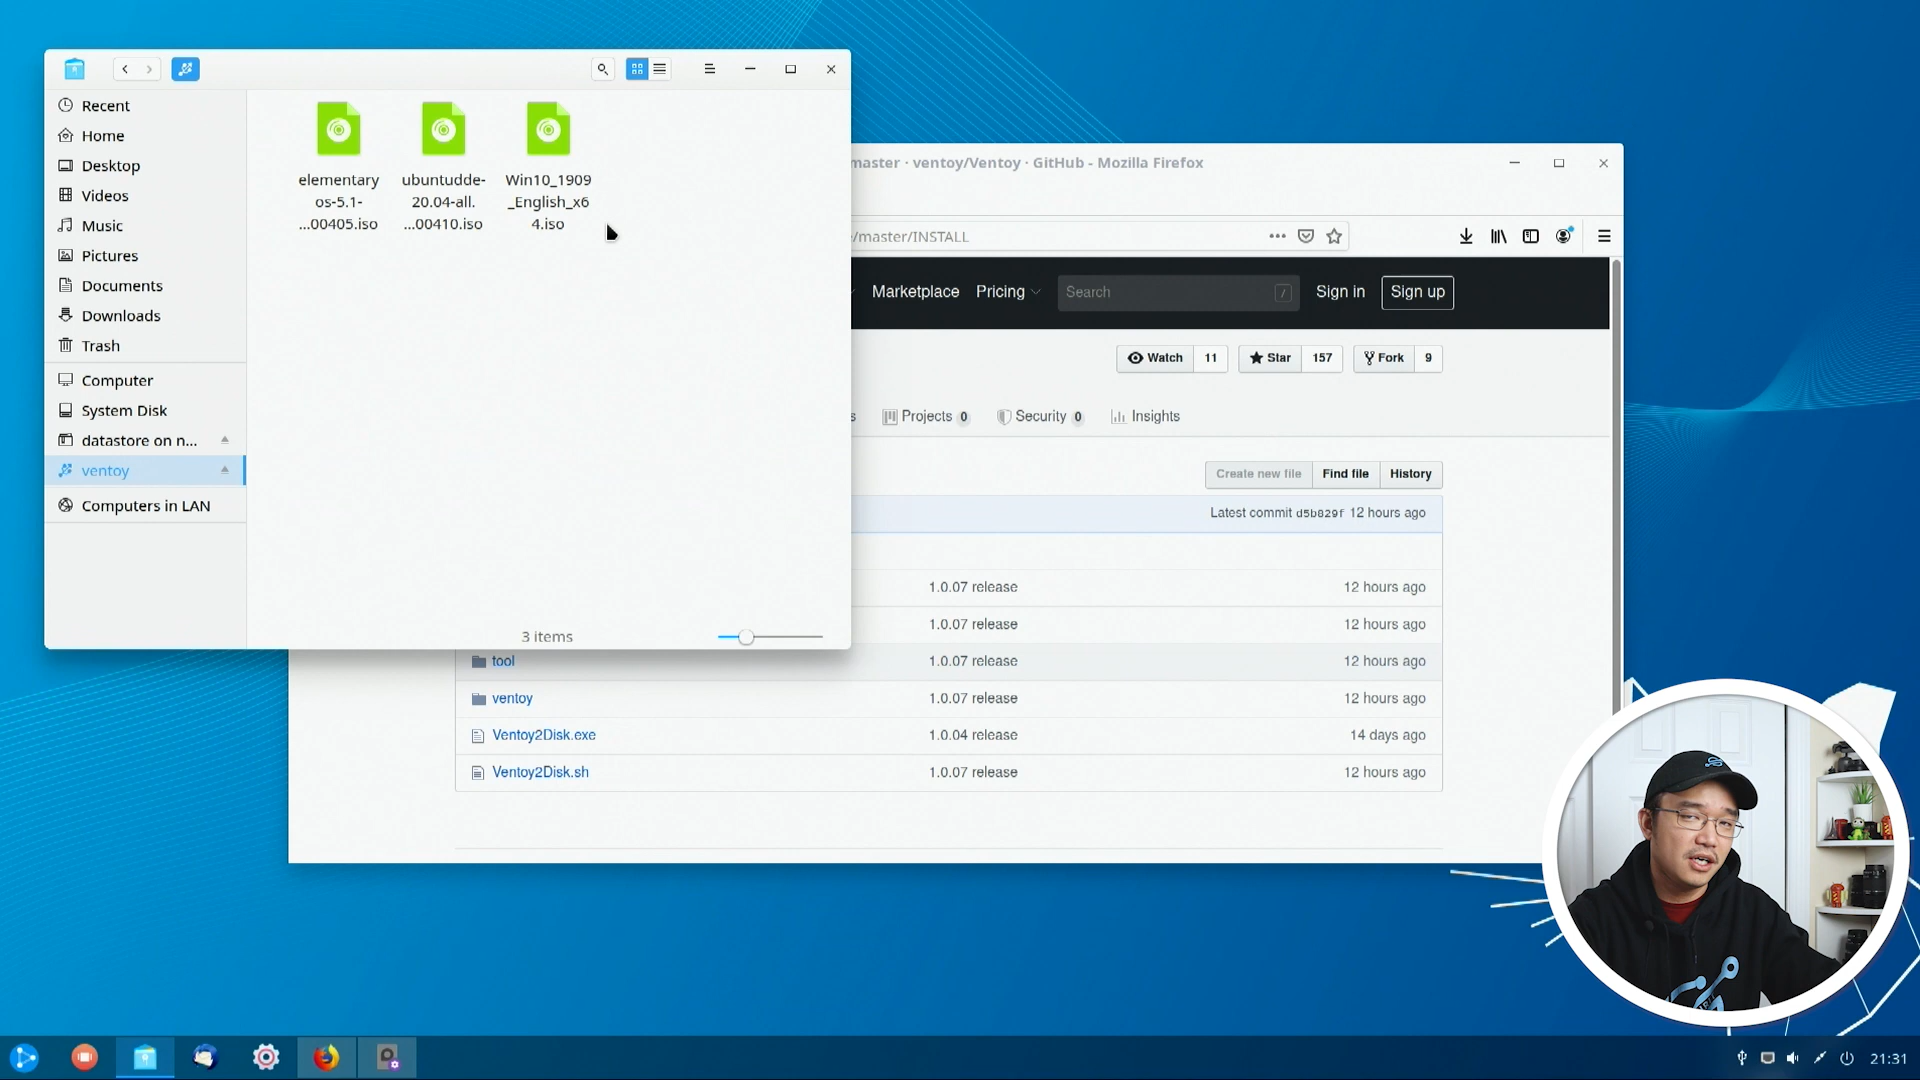 Recent
Home
Desktop
Videos
Music
Pictures
Documents
Downloads
Trash
Computer
System Disk
datastore on n...
ventoy
Computers in LAN
elementary
os-5.1-
...00405.iso
ubuntudde-
20.04-all.
...00410.iso
Win10_1909
_English_x6
4.iso
3 items
master · ventoy/Ventoy · GitHub - Mozilla Firefox
/master/INSTALL
Marketplace Pricing Search / Sign in Sign up
Watch 11 Star 157 Fork 9
s Projects 0 Security 0 Insights
Create new file Find file History
Latest commit d5b829f 12 hours ago
1.0.07 release 12 hours ago
1.0.07 release 12 hours ago
tool 1.0.07 release 12 hours ago
ventoy 1.0.07 release 12 hours ago
Ventoy2Disk.exe 1.0.04 release 14 days ago
Ventoy2Disk.sh 1.0.07 release 12 hours ago
21:31